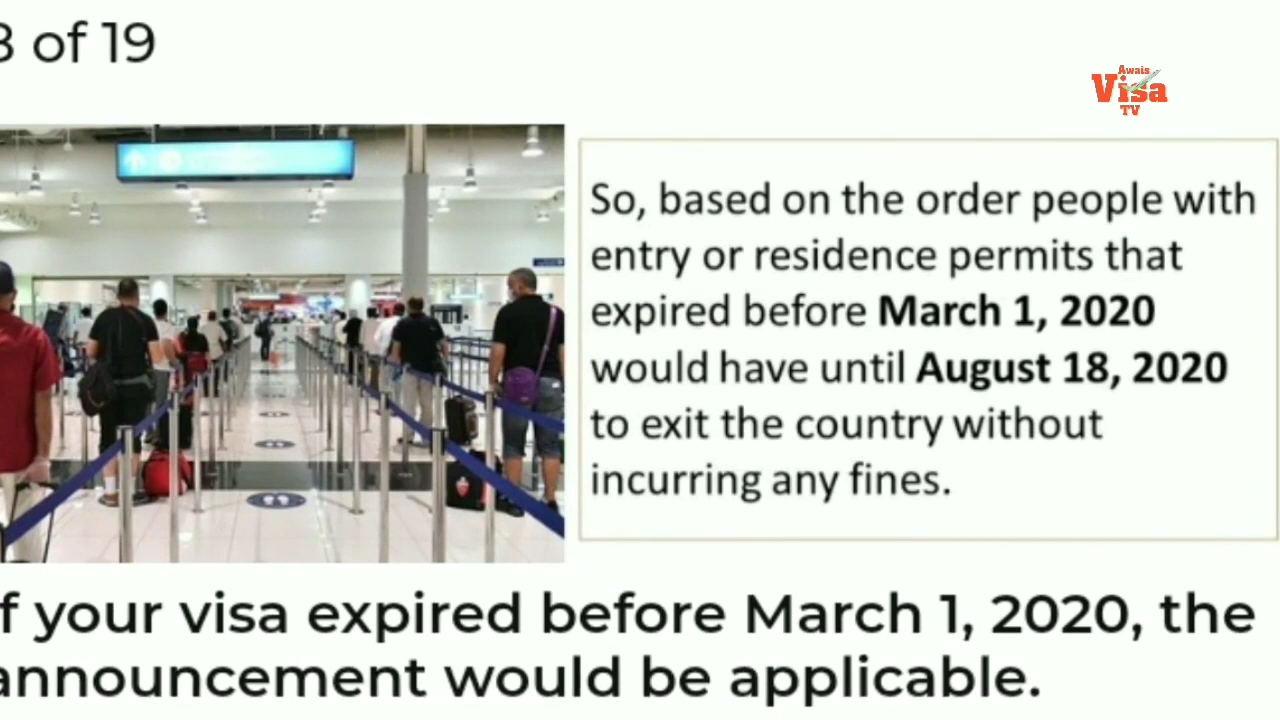 of 19
Awais
Visa
TV
So, based on the order people with
entry or residence permits that
expired before March 1, 2020
would have until August 18, 2020
to exit the country without
incurring any fines.
f your visa expired before March 1, 2020, the
announcement would be applicable.